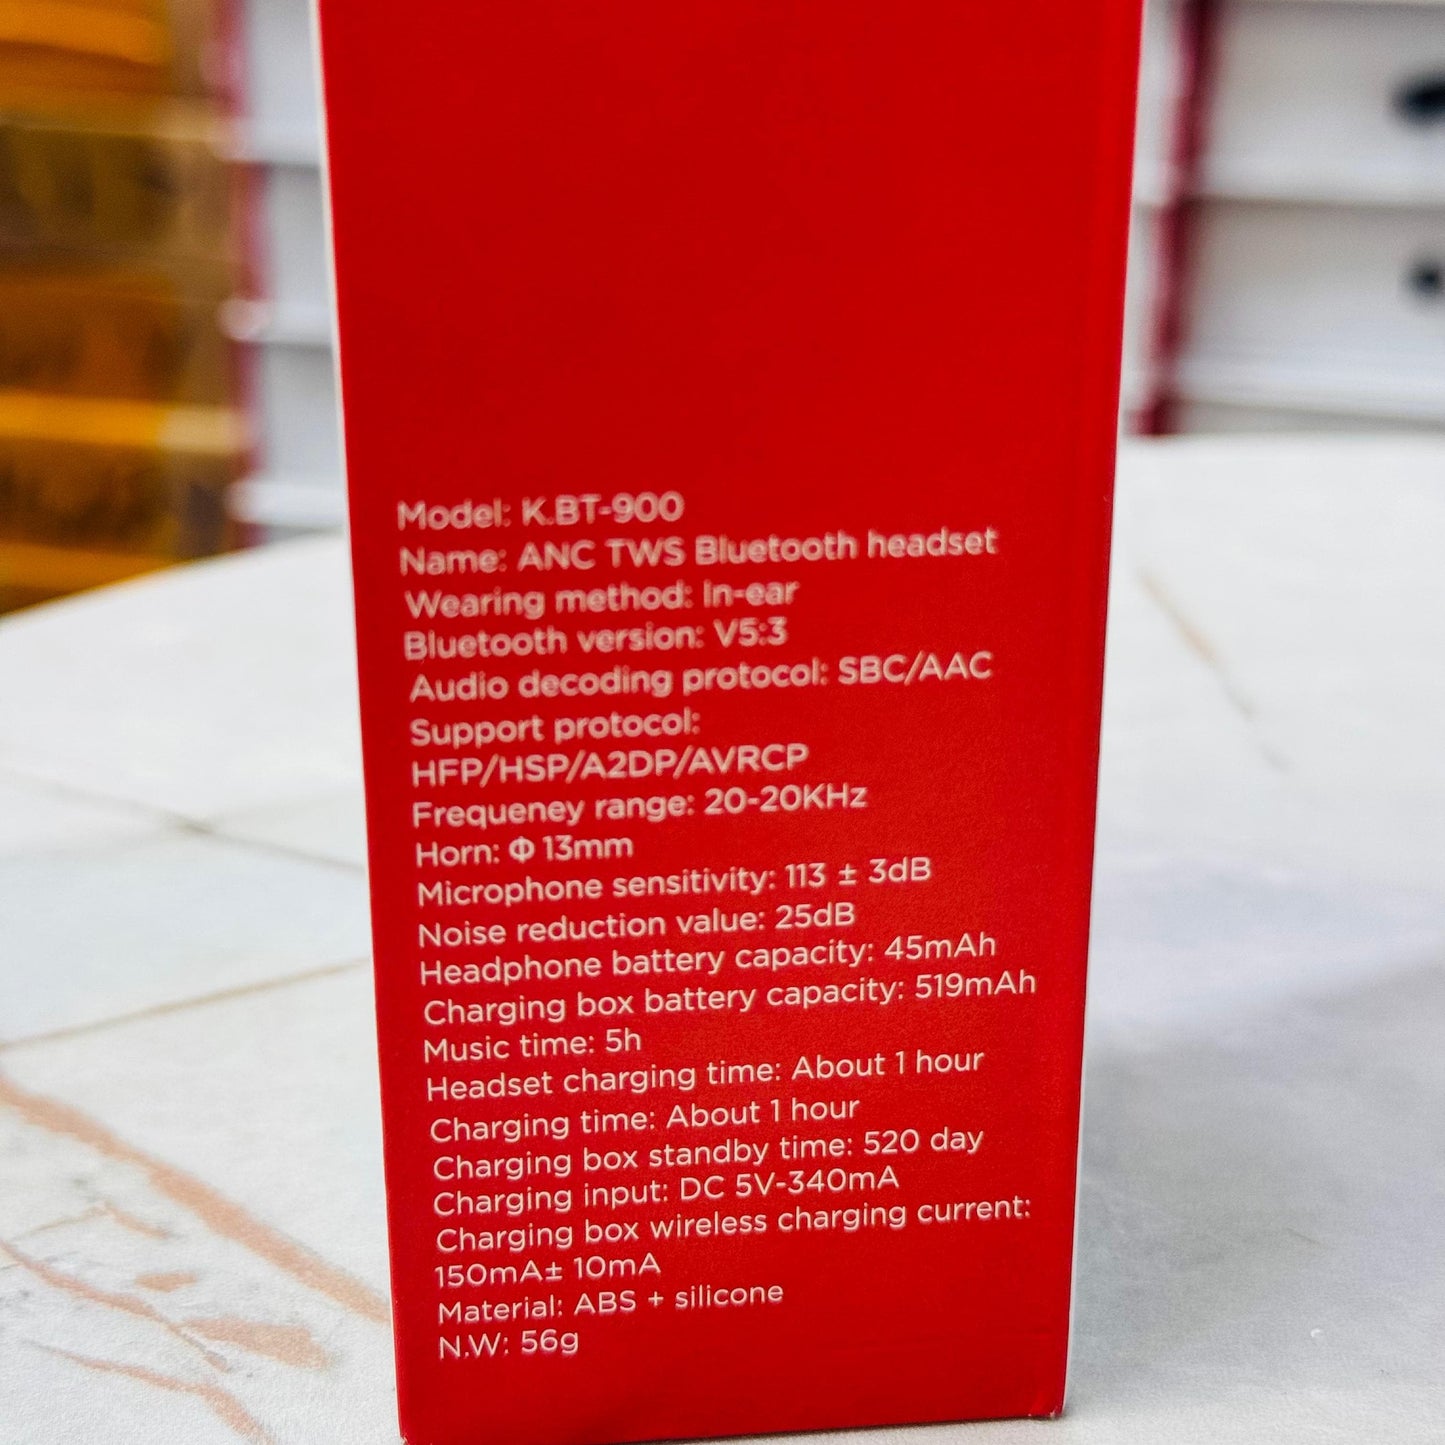 Model: K.BT-900
Name: ANC TWS Bluetooth headset
Wearing method: In-ear
Bluetooth version: V5:3
Audio decoding protocol: SBC/AAC
Support protocol:
HFP/HSP/A2DP/AVRCP
Frequeney range: 20-20KHz
Horn: Φ 13mm
Microphone sensitivity: 113 ± 3dB
Noise reduction value: 25dB
Headphone battery capacity: 45mAh
Charging box battery capacity: 519mAh
Music time: 5h
Headset charging time: About 1 hour
Charging time: About 1 hour
Charging box standby time: 520 day
Charging input: DC 5V-340mA
Charging box wireless charging current:
150mA± 10mA
Material: ABS + silicone
N.W: 56g